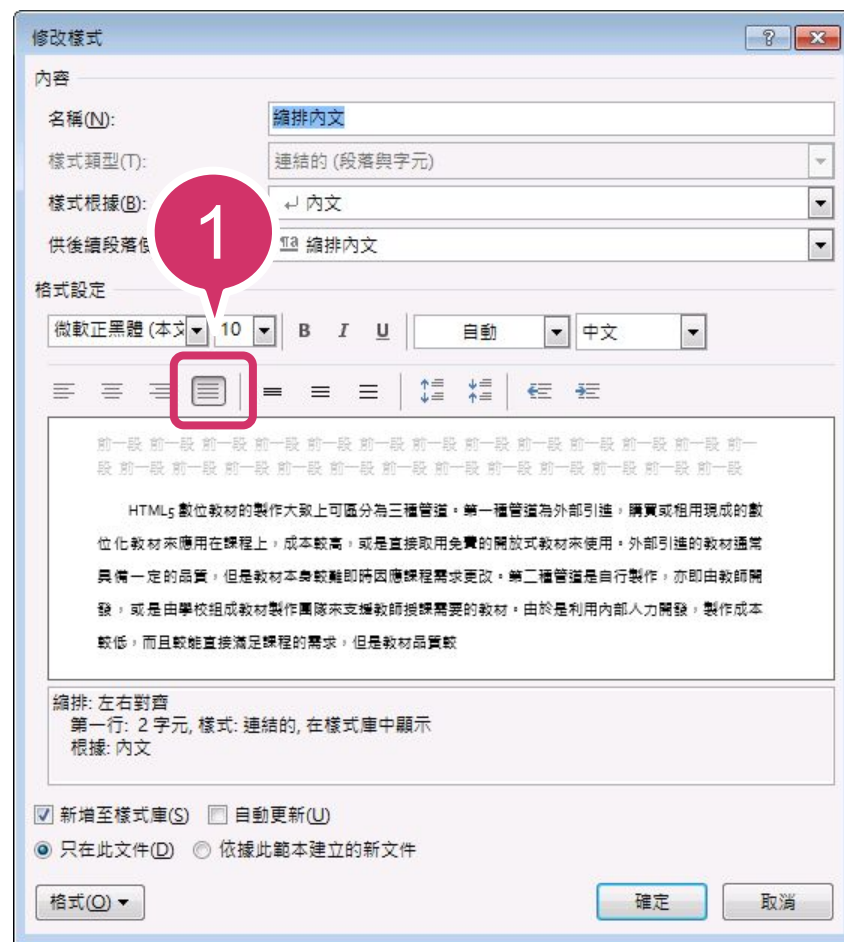 修改樣式
內容
名稱(N): 縮排內文
樣式類型(T): 連結的 (段落與字元)
樣式根據(B): 內文
1
供後續段落使 縮排內文
格式設定
微軟正黑體 (本文 10 B I U 自動 中文
前一段 前一段 前一段 前一段 前一段 前一段 前一段 前一段 前一段 前一段 前一段 前一段 前一
段 前一段 前一段 前一段 前一段 前一段 前一段 前一段 前一段 前一段 前一段 前一段 前一段
HTML5 數位教材的製作大致上可區分為三種管道。第一種管道為外部引進，購買或租用現成的數
位化教材來應用在課程上，成本較高，或是直接取用免費的開放式教材來使用。外部引進的教材通常
具備一定的品質，但是教材本身較難即時因應課程需求更改。第二種管道是自行製作，亦即由教師開
發，或是由學校組成教材製作團隊來支援教師授課需要的教材。由於是利用內部人力開發，製作成本
較低，而且較能直接滿足課程的需求，但是教材品質較
縮排: 左右對齊
第一行: 2 字元, 樣式: 連結的, 在樣式庫中顯示
根據: 內文
新增至樣式庫(S) 自動更新(U)
只在此文件(D) 依據此範本建立的新文件
格式(O) 確定 取消